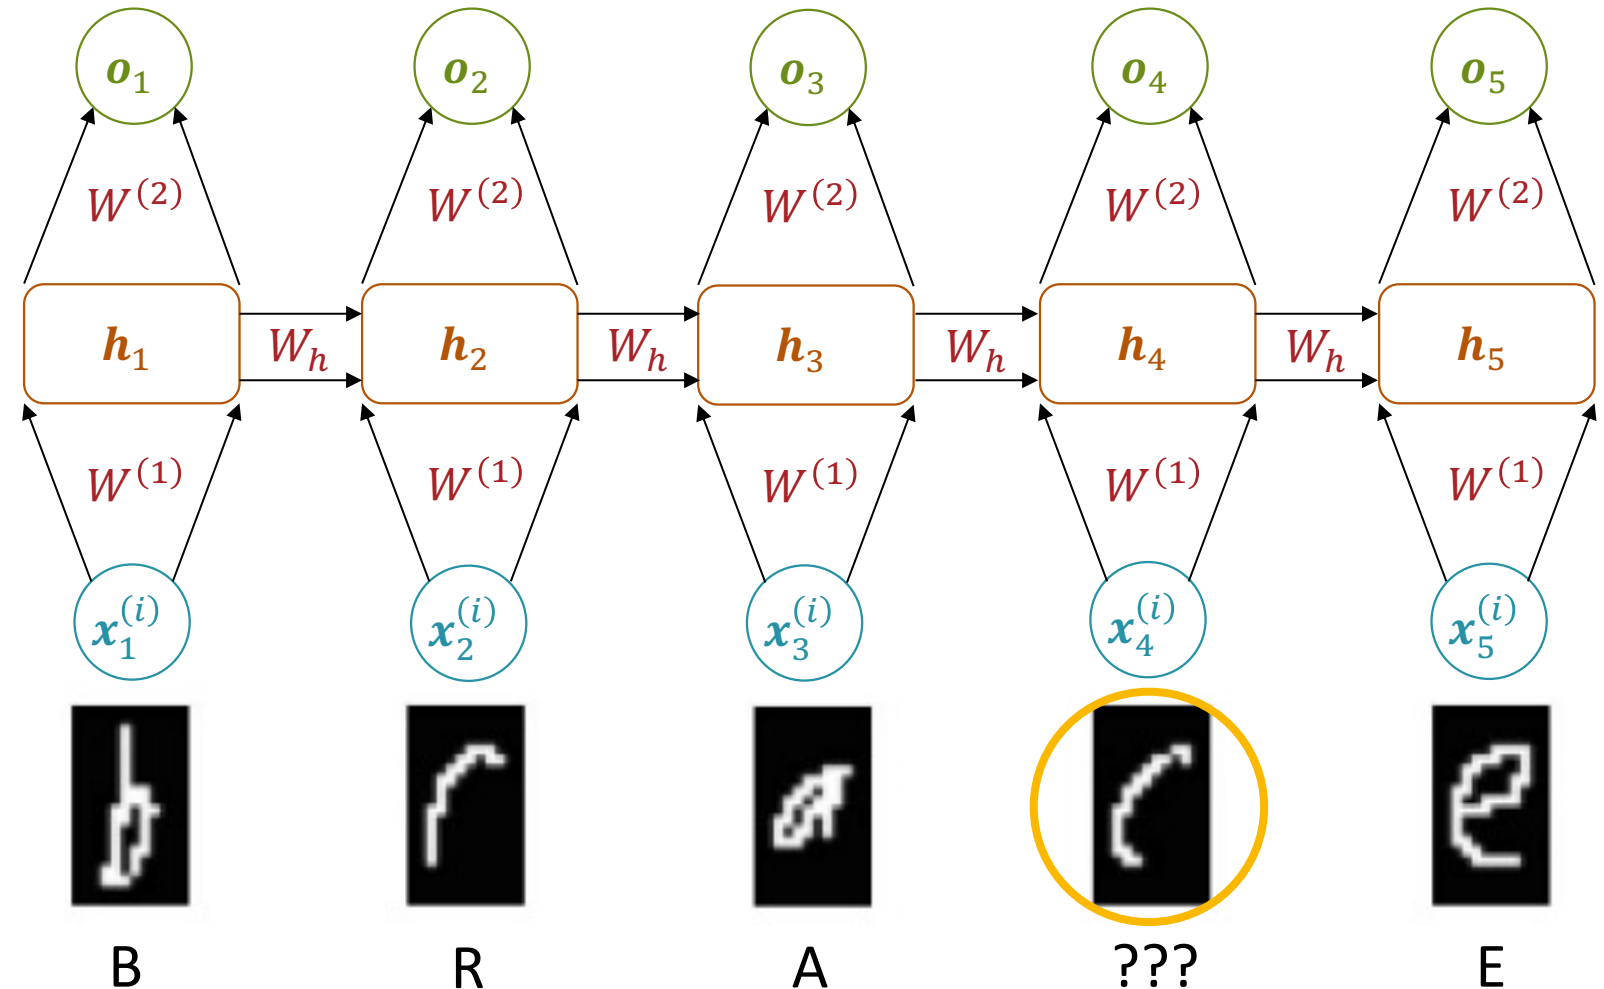 o₁ o₂ o₃ o₄ o₅
W⁽²⁾ W⁽²⁾ W⁽²⁾ W⁽²⁾ W⁽²⁾
h₁ Wₕ h₂ Wₕ h₃ Wₕ h₄ Wₕ h₅
W⁽¹⁾ W⁽¹⁾ W⁽¹⁾ W⁽¹⁾ W⁽¹⁾
x₁⁽ⁱ⁾ x₂⁽ⁱ⁾ x₃⁽ⁱ⁾ x₄⁽ⁱ⁾ x₅⁽ⁱ⁾
b r a e
B R A ??? E